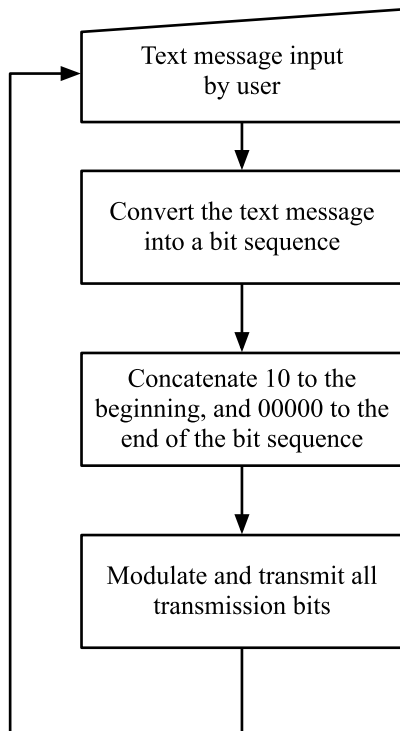 Text message input
by user
Convert the text message
into a bit sequence
Concatenate 10 to the
beginning, and 00000 to the
end of the bit sequence
Modulate and transmit all
transmission bits